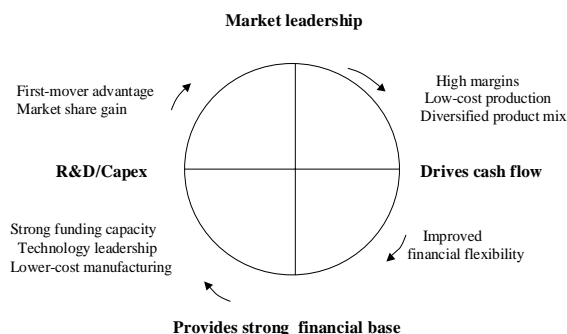 Market leadership
First-mover advantage
Market share gain
High margins
Low-cost production
Diversified product mix
R&D/Capex
Drives cash flow
Strong funding capacity
Technology leadership
Lower-cost manufacturing
Improved
financial flexibility
Provides strong financial base